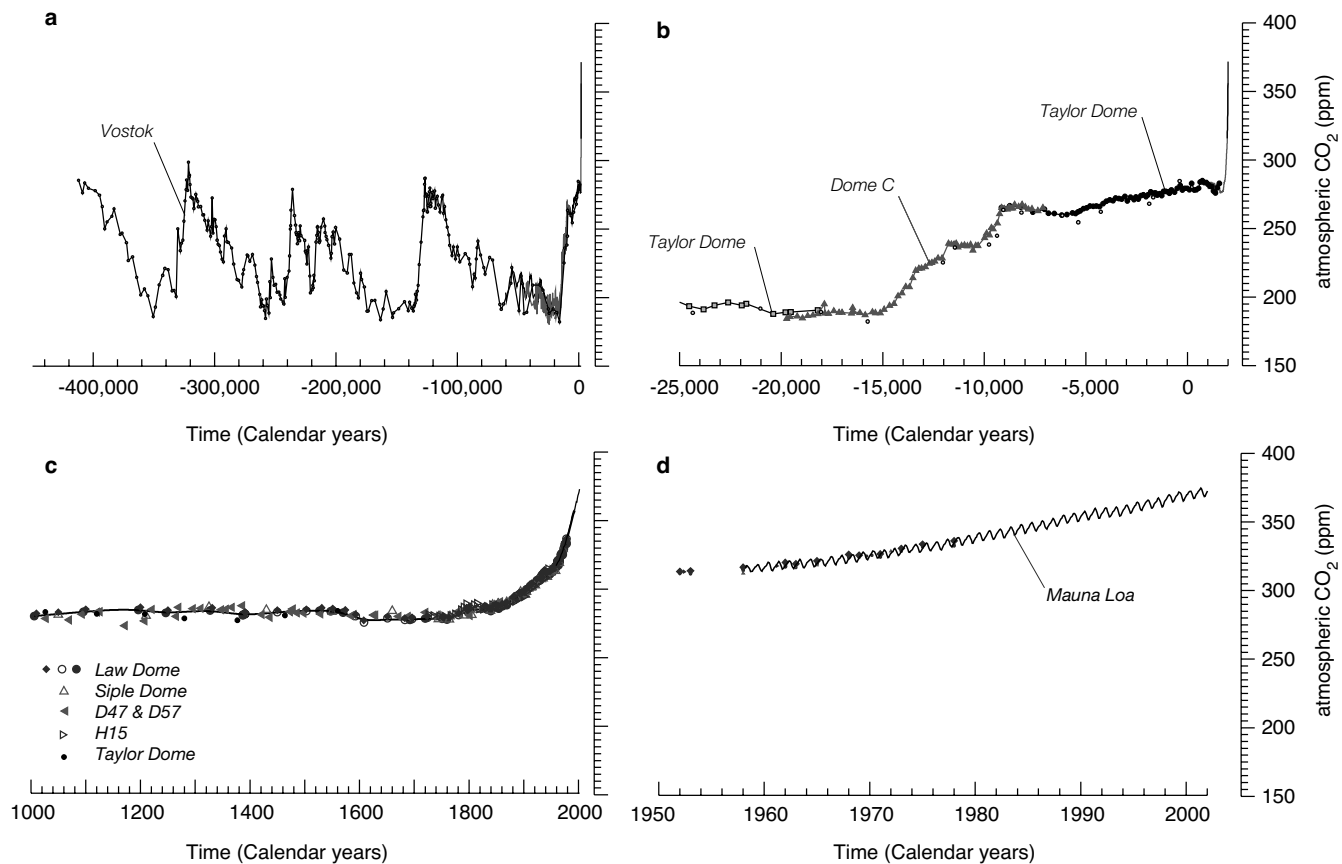 a
Vostok
-400,000 -300,000 -200,000 -100,000 0
Time (Calendar years)
b
Taylor Dome
Dome C
Taylor Dome
400
350
300
250
200
150
atmospheric CO2 (ppm)
-25,000 -20,000 -15,000 -10,000 -5,000 0
Time (Calendar years)
c
Law Dome
Siple Dome
D47 & D57
H15
Taylor Dome
1000 1200 1400 1600 1800 2000
Time (Calendar years)
d
Mauna Loa
400
350
300
250
200
150
atmospheric CO2 (ppm)
1950 1960 1970 1980 1990 2000
Time (Calendar years)